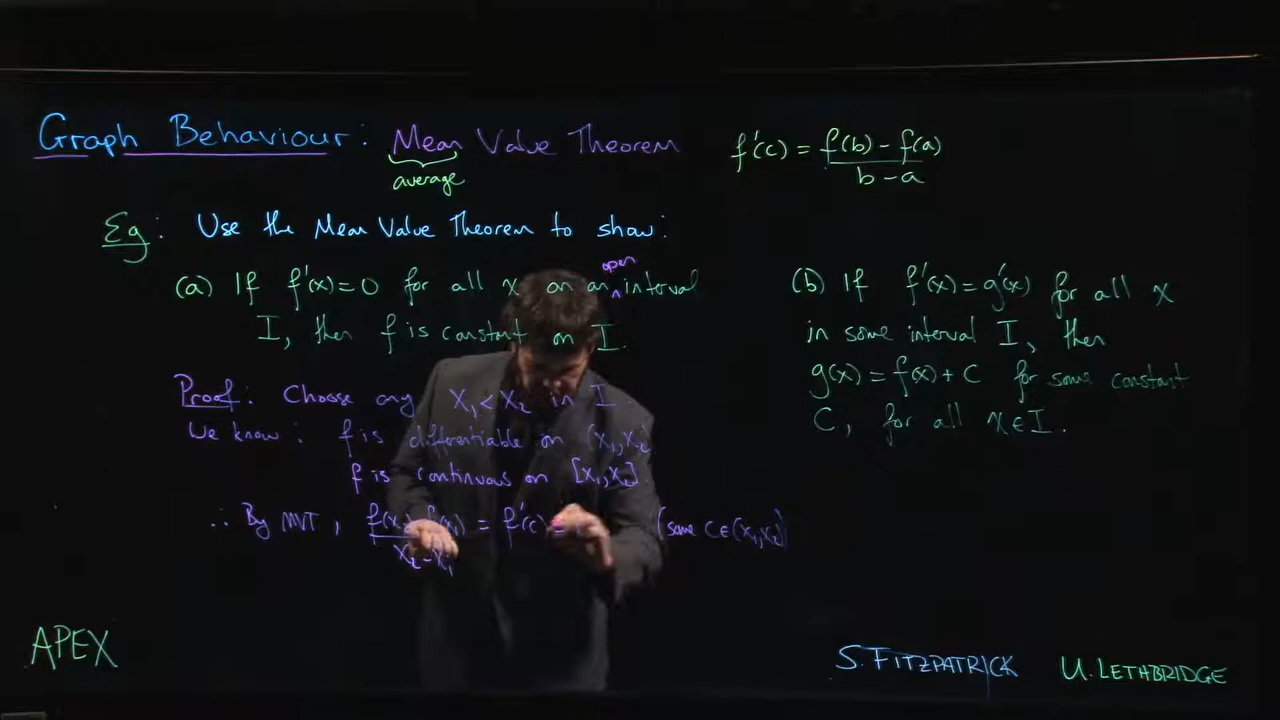 Graph Behaviour: Mean Value Theorem
average
f'(c) = f(b) - f(a) / b - a
Eg: Use the Mean Value Theorem to show:
(a) If f'(x)=0 for all x on an open interval
I, then f is constant on I.
Proof: Choose any x₁ < x₂ in I
We know: f is differentiable on (x₁,x₂)
f is continuous on [x₁,x₂].
∴ By MVT, f(x₂) - f(x₁) / x₂ - x₁ = f'(c) = (some c∈(x₁,x₂))
(b) If f'(x)=g'(x) for all x
in some interval I, then
g(x) = f(x) + C for some constant
C, for all x∈I.
APEX
S. FITZPATRICK U. LETHBRIDGE